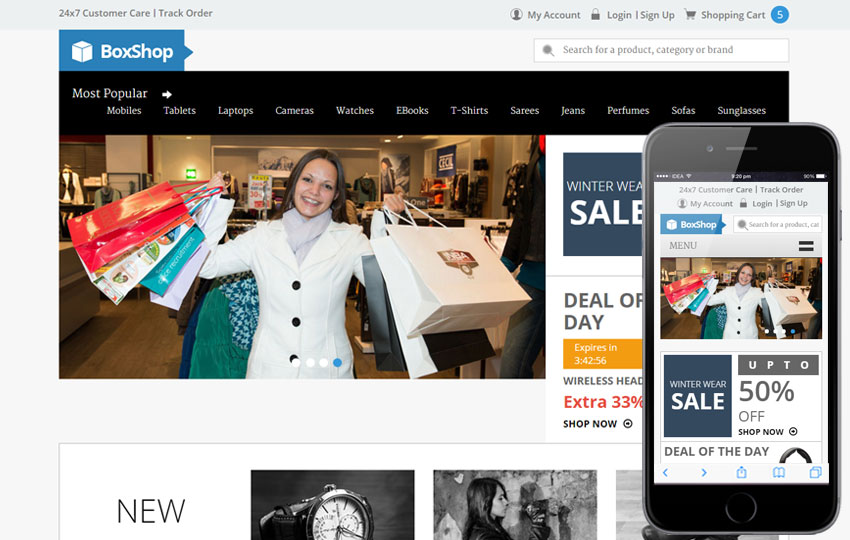 24x7 Customer Care | Track Order
My Account
Login | Sign Up
Shopping Cart 5
BoxShop
Search for a product, category or brand
Most Popular
Mobiles Tablets Laptops Cameras Watches EBooks T-Shirts Sarees Jeans Perfumes Sofas Sunglasses
CECIL
WINTER WEAR
SALE
DEAL OF
DAY
Expires in
3:42:56
WIRELESS HEAD
Extra 33%
SHOP NOW
NEW
IDEA 9:20 pm 90%
24x7 Customer Care | Track Order
My Account Login | Sign Up
BoxShop
Search for a product, cat
MENU
WINTER WEAR
SALE
UPTO
50%
OFF
SHOP NOW
DEAL OF THE DAY